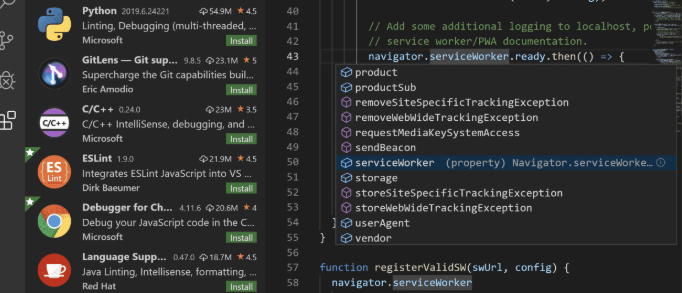 Python 2019.6.24221 54.9M 4.5
Linting, Debugging (multi-threaded, ...
Microsoft Install
GitLens — Git sup... 9.8.5 23.1M 5
Supercharge the Git capabilities buil...
Eric Amodio Install
C/C++ 0.24.0 23M 3.5
C/C++ IntelliSense, debugging, and ...
Microsoft Install
ESLint 1.9.0 21.9M 4.5
Integrates ESLint JavaScript into VS ...
Dirk Baeumer Install
Debugger for Ch... 4.11.6 20.6M 4
Debug your JavaScript code in the C...
Microsoft Install
Language Supp... 0.47.0 18.7M 4.5
Java Linting, Intellisense, formatting, ...
Red Hat Install
C/C++
ES
Lint
40
41 // Add some additional logging to localhost, p
42 // service worker/PWA documentation.
43 navigator.serviceWorker.ready.then(() => {
44 product
45 productSub
46 removeSiteSpecificTrackingException
47 removeWebWideTrackingException
48 requestMediaKeySystemAccess
49 sendBeacon
50 serviceWorker (property) Navigator.serviceWorke...
51 storage
52 storeSiteSpecificTrackingException
53 storeWebWideTrackingException
54 } userAgent
55 } vendor
56
57 function registerValidSW(swUrl, config) {
58 navigator.serviceWorker